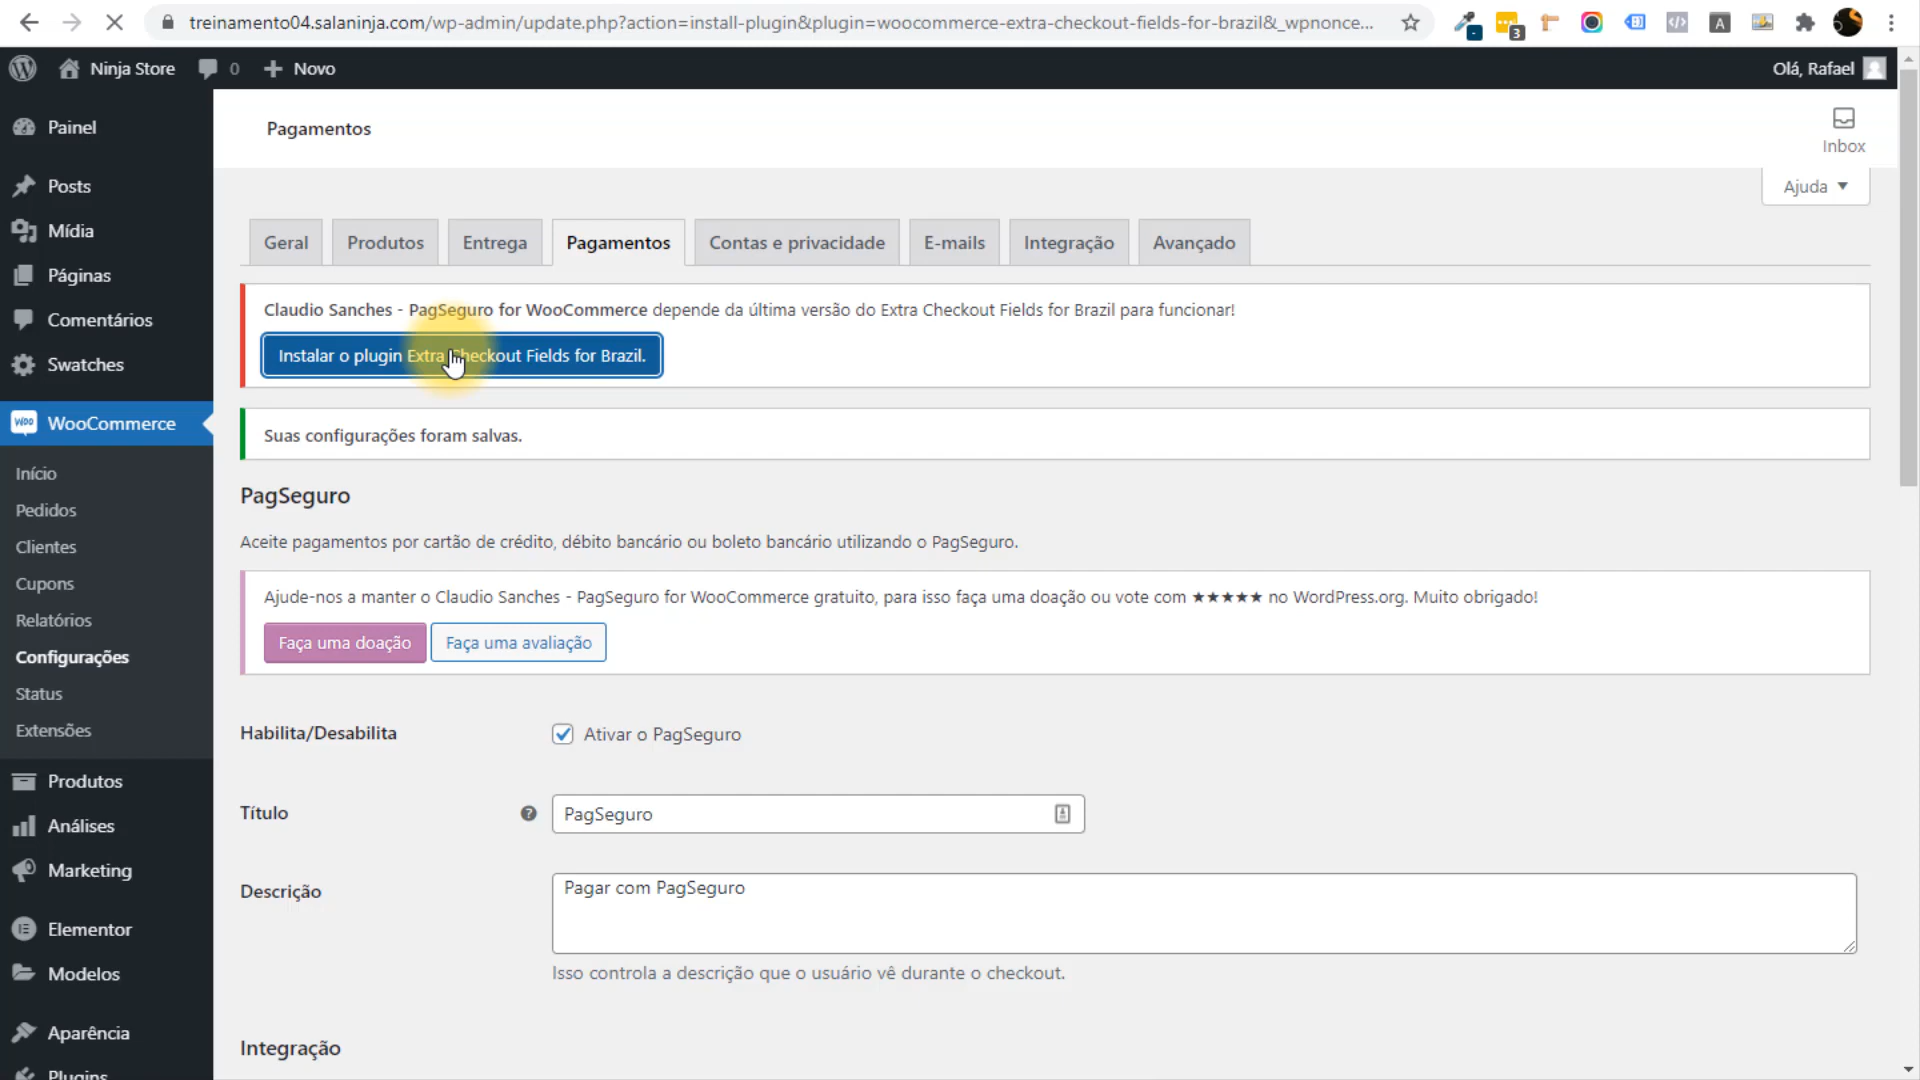 treinamento04.salaninja.com/wp-admin/update.php?action=install-plugin&plugin=woocommerce-extra-checkout-fields-for-brazil&_wpnonce...
3
A
Ninja Store
0
Novo
Olá, Rafael
Painel
Posts
Mídia
Páginas
Comentários
Swatches
WooCommerce
Início
Pedidos
Clientes
Cupons
Relatórios
Configurações
Status
Extensões
Produtos
Análises
Marketing
Elementor
Modelos
Aparência
Plugins
Pagamentos
Inbox
Ajuda
Geral Produtos Entrega Pagamentos Contas e privacidade E-mails Integração Avançado
Claudio Sanches - PagSeguro for WooCommerce depende da última versão do Extra Checkout Fields for Brazil para funcionar!
Instalar o plugin Extra Checkout Fields for Brazil.
Suas configurações foram salvas.
PagSeguro
Aceite pagamentos por cartão de crédito, débito bancário ou boleto bancário utilizando o PagSeguro.
Ajude-nos a manter o Claudio Sanches - PagSeguro for WooCommerce gratuito, para isso faça uma doação ou vote com ★★★★★ no WordPress.org. Muito obrigado!
Faça uma doação Faça uma avaliação
Habilita/Desabilita Ativar o PagSeguro
Título ? PagSeguro
Descrição Pagar com PagSeguro
Isso controla a descrição que o usuário vê durante o checkout.
Integração